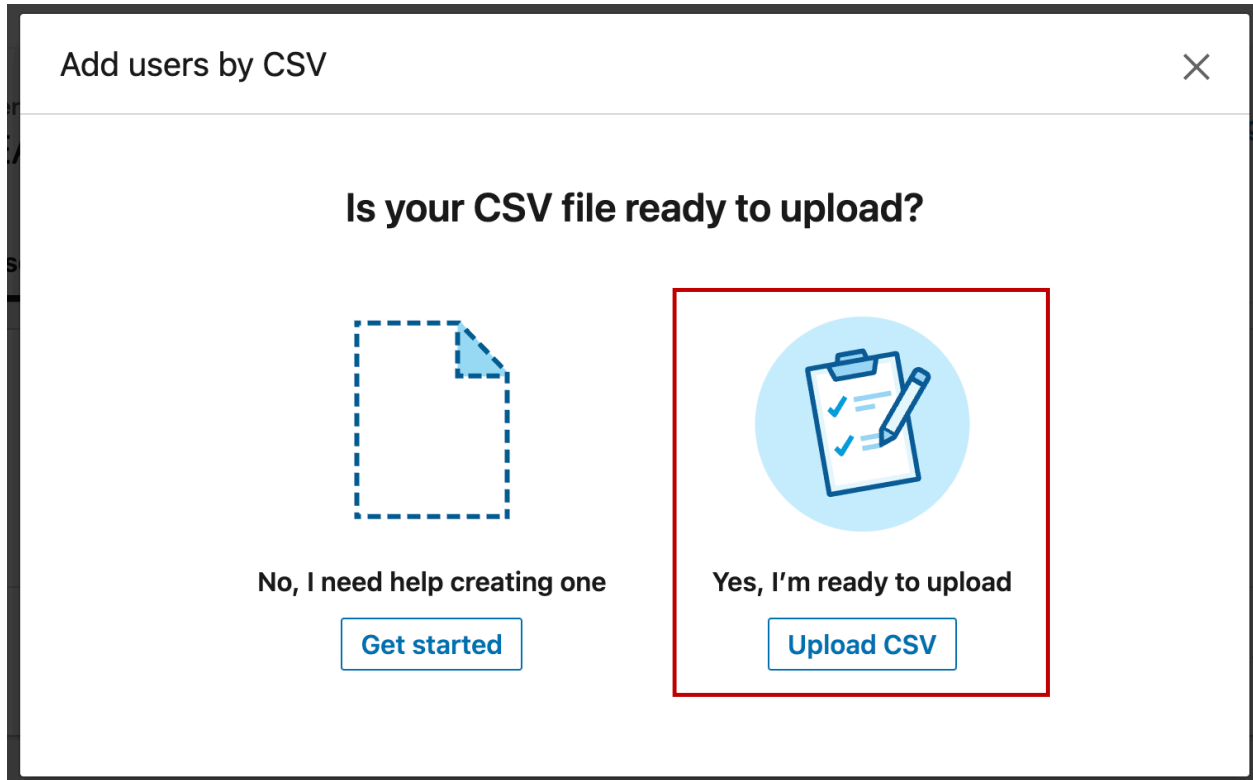 Add users by CSV
Is your CSV file ready to upload?
No, I need help creating one
Yes, I’m ready to upload
Get started
Upload CSV